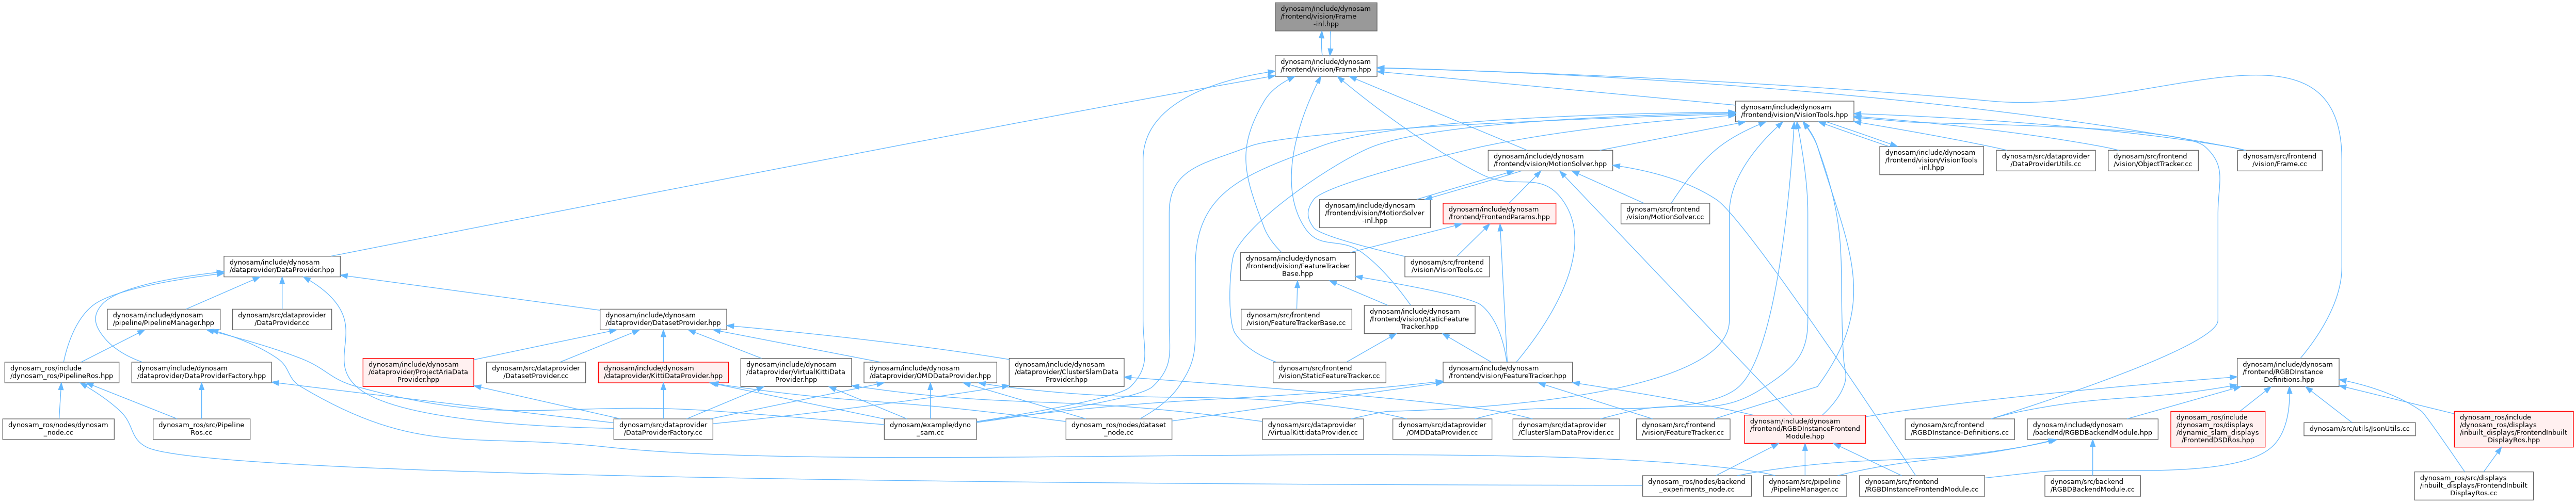 dynosam/include/dynosam
/frontend/vision/Frame
-inl.hpp
dynosam/include/dynosam
/frontend/vision/Frame.hpp
dynosam/include/dynosam
/frontend/vision/VisionTools.hpp
dynosam/include/dynosam
/frontend/vision/MotionSolver.hpp
dynosam/include/dynosam
/frontend/vision/VisionTools
-inl.hpp
dynosam/src/dataprovider
/DataProviderUtils.cc
dynosam/src/frontend
/vision/ObjectTracker.cc
dynosam/src/frontend
/vision/Frame.cc
dynosam/include/dynosam
/frontend/vision/MotionSolver
-inl.hpp
dynosam/include/dynosam
/frontend/FrontendParams.hpp
dynosam/src/frontend
/vision/MotionSolver.cc
dynosam/include/dynosam
/dataprovider/DataProvider.hpp
dynosam/include/dynosam
/frontend/vision/FeatureTracker
Base.hpp
dynosam/src/frontend
/vision/VisionTools.cc
dynosam/include/dynosam
/pipeline/PipelineManager.hpp
dynosam/src/dataprovider
/DataProvider.cc
dynosam/include/dynosam
/dataprovider/DatasetProvider.hpp
dynosam/src/frontend
/vision/FeatureTrackerBase.cc
dynosam/include/dynosam
/frontend/vision/StaticFeature
Tracker.hpp
dynosam_ros/include
/dynosam_ros/PipelineRos.hpp
dynosam/include/dynosam
/dataprovider/DataProviderFactory.hpp
dynosam/include/dynosam
/dataprovider/ProjectAriaData
Provider.hpp
dynosam/src/dataprovider
/DatasetProvider.cc
dynosam/include/dynosam
/dataprovider/KittiDataProvider.hpp
dynosam/include/dynosam
/dataprovider/VirtualKittiData
Provider.hpp
dynosam/include/dynosam
/dataprovider/OMDDataProvider.hpp
dynosam/include/dynosam
/dataprovider/ClusterSlamData
Provider.hpp
dynosam/src/frontend
/vision/StaticFeatureTracker.cc
dynosam/include/dynosam
/frontend/vision/FeatureTracker.hpp
dynosam/include/dynosam
/frontend/RGBDInstance
-Definitions.hpp
dynosam_ros/nodes/dynosam
_node.cc
dynosam_ros/src/Pipeline
Ros.cc
dynosam/src/dataprovider
/DataProviderFactory.cc
dynosam/example/dyno
_sam.cc
dynosam_ros/nodes/dataset
_node.cc
dynosam/src/dataprovider
/VirtualKittidataProvider.cc
dynosam/src/dataprovider
/OMDDataProvider.cc
dynosam/src/dataprovider
/ClusterSlamDataProvider.cc
dynosam/src/frontend
/vision/FeatureTracker.cc
dynosam/include/dynosam
/frontend/RGBDInstanceFrontend
Module.hpp
dynosam/src/frontend
/RGBDInstance-Definitions.cc
dynosam/include/dynosam
/backend/RGBDBackendModule.hpp
dynosam_ros/include
/dynosam_ros/displays
/dynamic_slam_displays
/FrontendDSDRos.hpp
dynosam/src/utils/JsonUtils.cc
dynosam_ros/include
/dynosam_ros/displays
/inbuilt_displays/FrontendInbuilt
DisplayRos.hpp
dynosam_ros/nodes/backend
_experiments_node.cc
dynosam/src/pipeline
/PipelineManager.cc
dynosam/src/frontend
/RGBDInstanceFrontendModule.cc
dynosam/src/backend
/RGBDBackendModule.cc
dynosam_ros/src/displays
/inbuilt_displays/FrontendInbuilt
DisplayRos.cc